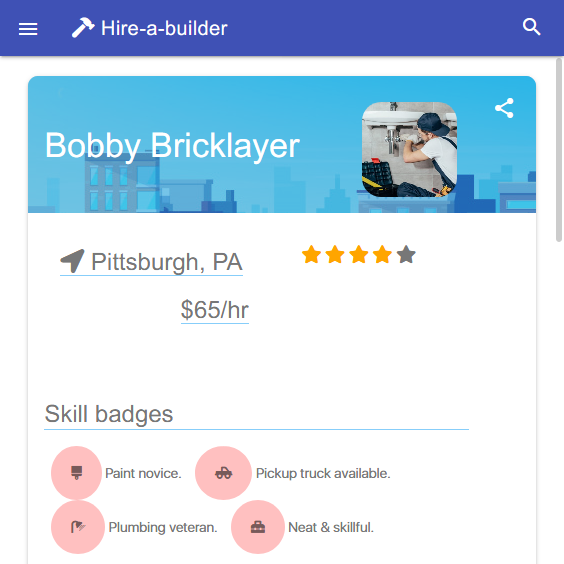 Hire-a-builder
Bobby Bricklayer
Pittsburgh, PA
$65/hr
Skill badges
Paint novice.
Pickup truck available.
Plumbing veteran.
Neat & skillful.